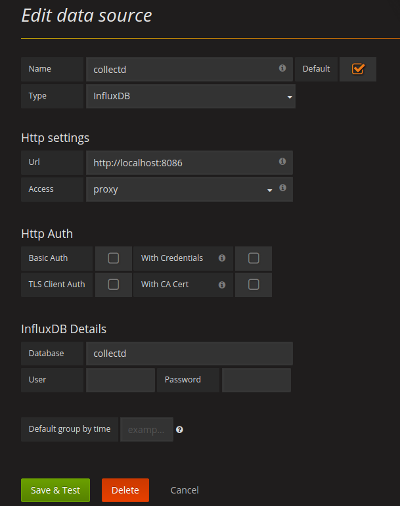 Edit data source
Name collectd Default
Type InfluxDB
Http settings
Url http://localhost:8086
Access proxy
Http Auth
Basic Auth With Credentials
TLS Client Auth With CA Cert
InfluxDB Details
Database collectd
User Password
Default group by time examp...
Save & Test Delete Cancel